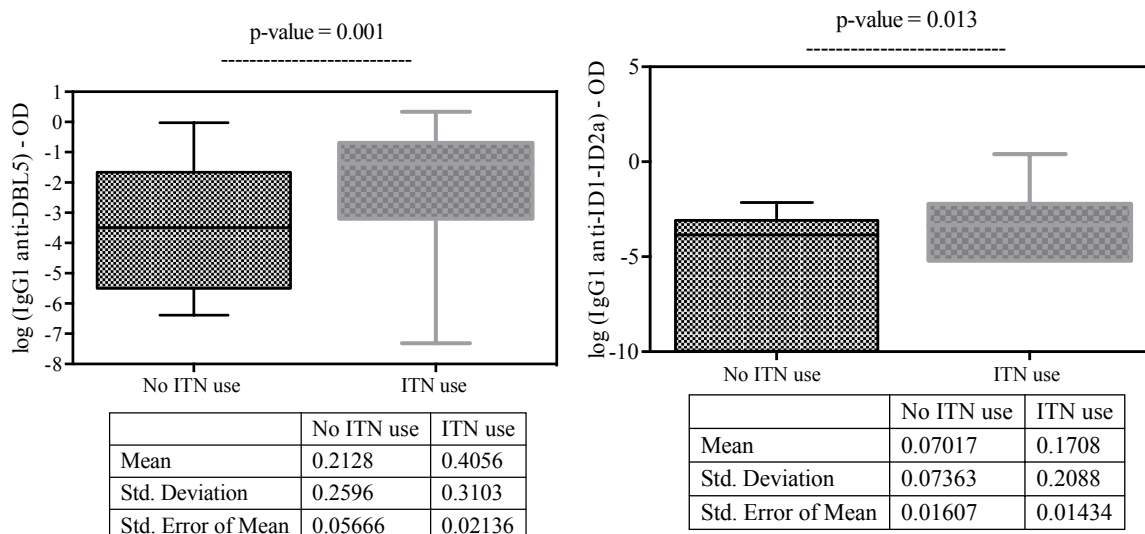 p-value = 0.001
log (IgG1 anti-DBL5) - OD
1
0
-1
-2
-3
-4
-5
-6
-7
-8
No ITN use ITN use
No ITN use ITN use
Mean 0.2128 0.4056
Std. Deviation 0.2596 0.3103
Std. Error of Mean 0.05666 0.02136
p-value = 0.013
log (IgG1 anti-ID1-ID2a) - OD
5
0
-5
-10
No ITN use ITN use
No ITN use ITN use
Mean 0.07017 0.1708
Std. Deviation 0.07363 0.2088
Std. Error of Mean 0.01607 0.01434